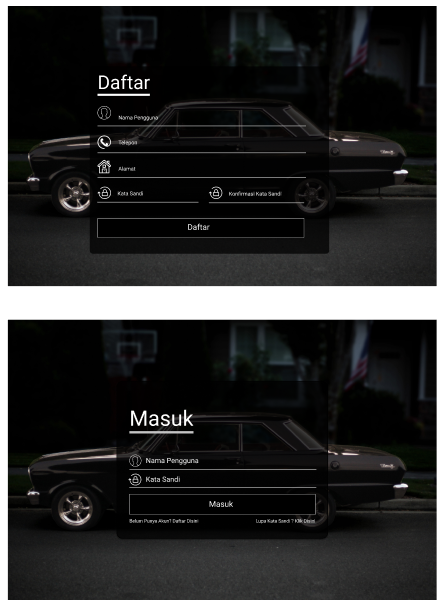 Daftar
Nama Pengguna
Telepon
Alamat
Kata Sandi Konfirmasi Kata Sandi
Daftar
Masuk
Nama Pengguna
Kata Sandi
Masuk
Belum Punya Akun? Daftar Disini Lupa Kata Sandi ? Klik Disini